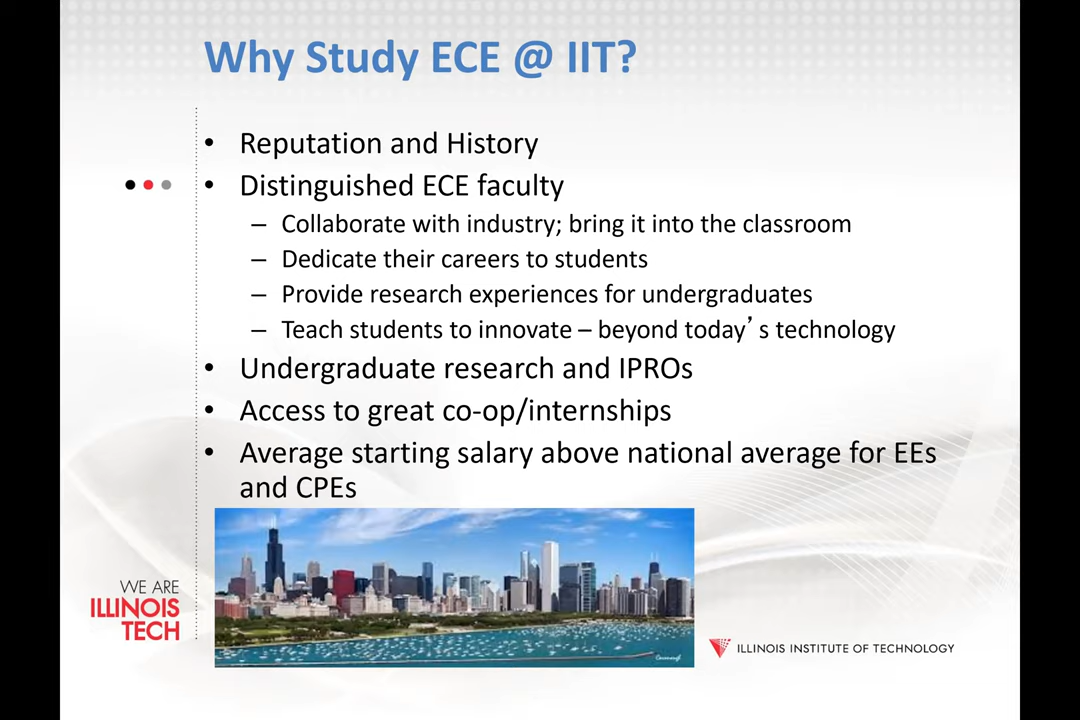 Why Study ECE @ IIT?
• Reputation and History
• Distinguished ECE faculty
– Collaborate with industry; bring it into the classroom
– Dedicate their careers to students
– Provide research experiences for undergraduates
– Teach students to innovate – beyond today’s technology
• Undergraduate research and IPROs
• Access to great co-op/internships
• Average starting salary above national average for EEs
and CPEs
WE ARE
ILLINOIS
TECH
ILLINOIS INSTITUTE OF TECHNOLOGY